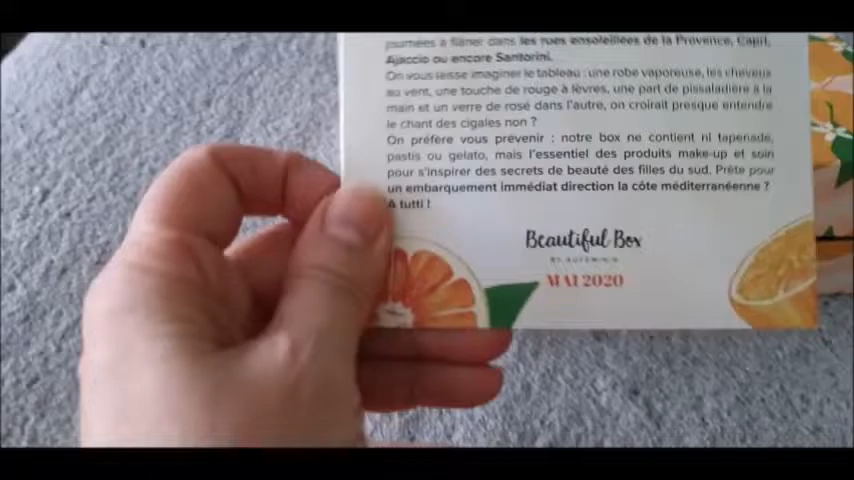 journées à flâner dans les rues ensoleillées de la Provence, Capri,
Ajaccio ou encore Santorini.
On vous laisse imaginer le tableau : une robe vaporeuse, les cheveux
au vent, une touche de rouge à lèvres, une part de pissaladière à la
main et un verre de rosé dans l'autre, on croirait presque entendre
le chant des cigales non ?
On préfère vous prévenir : notre box ne contient ni tapenade,
pastis ou gelato, mais l'essentiel des produits make-up et soin
pour s'inspirer des secrets de beauté des filles du sud. Prête pour
un embarquement immédiat direction la côte méditerranéenne ?
A tutti !
Beautiful Box
BY AUFEMININ
MAI 2020